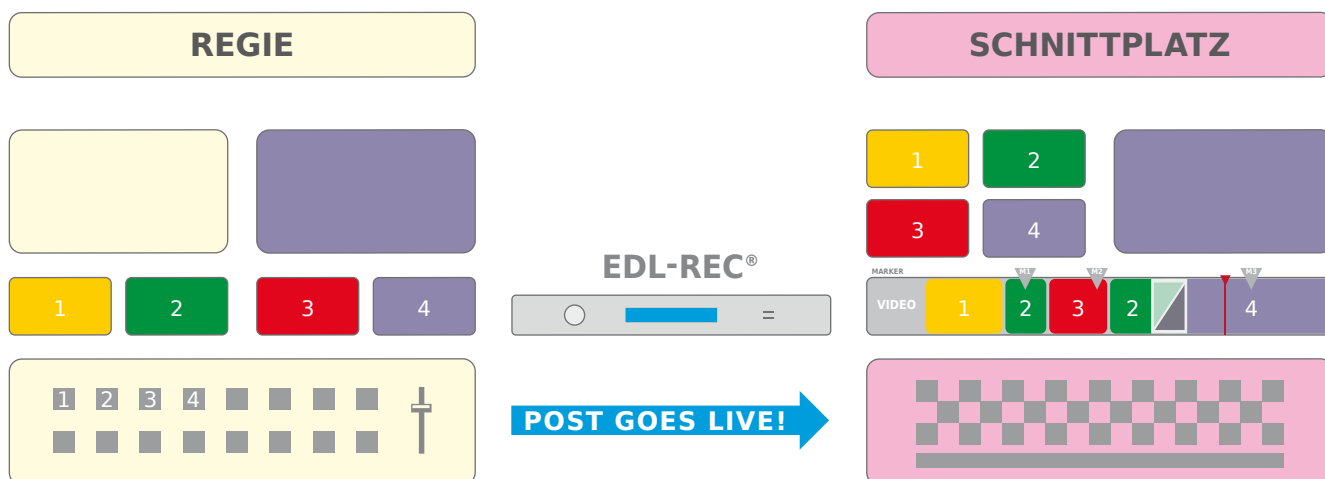 REGIE
SCHNITTPLATZ
1
2
3
4
EDL-REC®
1
2
3
4
MARKER
M1
M2
M3
VIDEO
1
2
3
2
4
1 2 3 4
POST GOES LIVE!